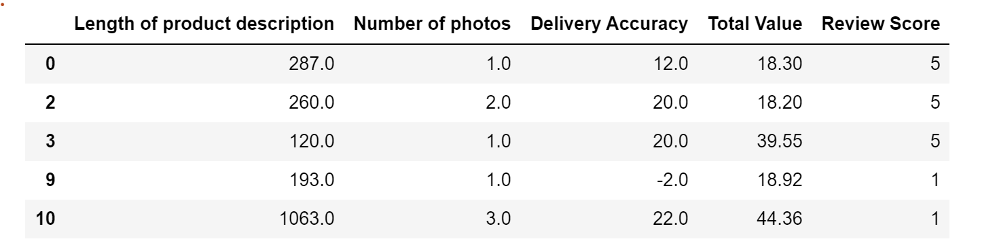 Length of product description Number of photos Delivery Accuracy Total Value Review Score
0 287.0 1.0 12.0 18.30 5
2 260.0 2.0 20.0 18.20 5
3 120.0 1.0 20.0 39.55 5
9 193.0 1.0 -2.0 18.92 1
10 1063.0 3.0 22.0 44.36 1